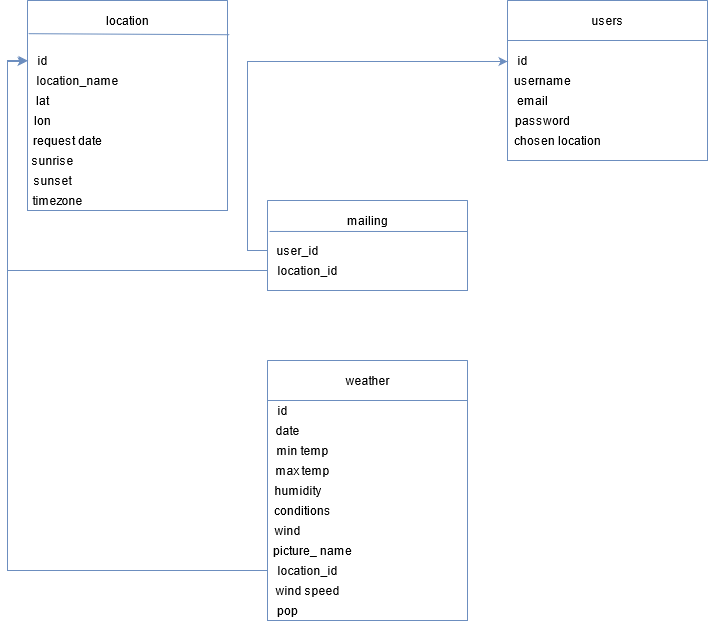 location
id
location_name
lat
lon
request date
sunrise
sunset
timezone
users
id
username
email
password
chosen location
mailing
user_id
location_id
weather
id
date
min temp
max temp
humidity
conditions
wind
picture_ name
location_id
wind speed
pop